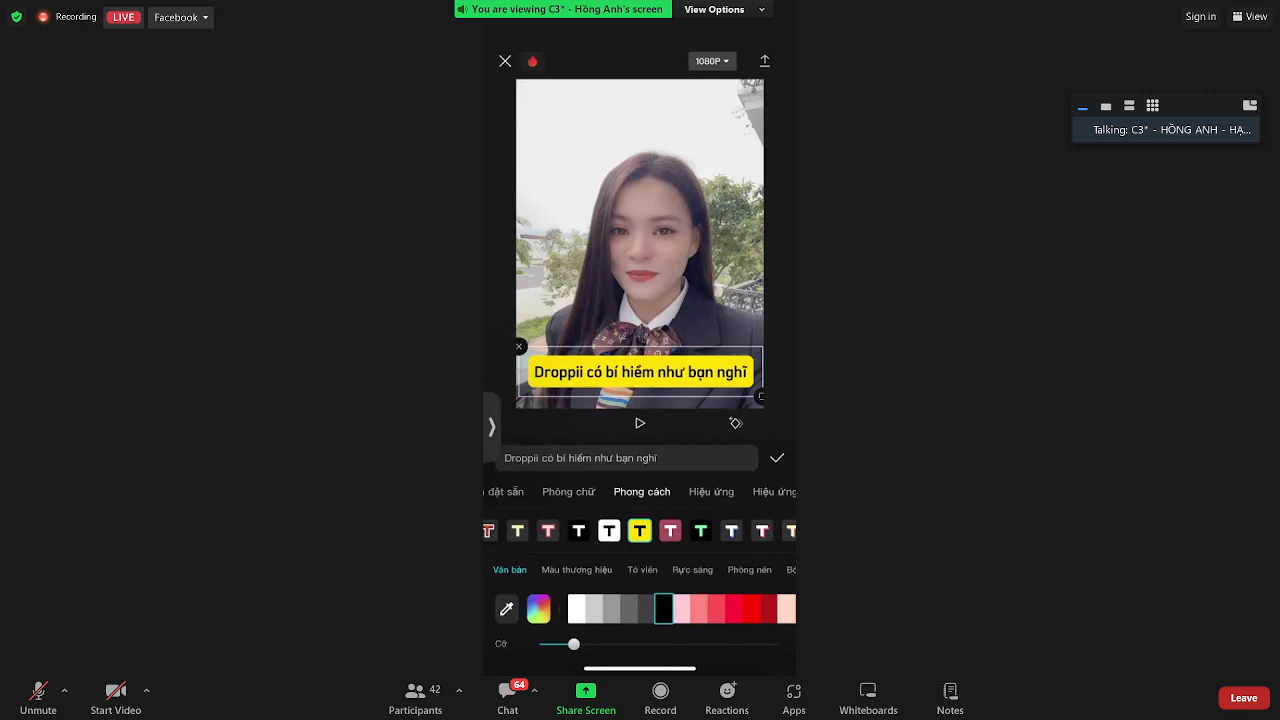 Recording
LIVE
Facebook
You are viewing C3* - Hồng Anh's screen
View Options
Sign in
View
1080P
Talking: C3* - HỒNG ANH - HẠ...
Droppii có bí hiểm như bạn nghĩ
Droppii có bí hiểm như bạn nghĩ
đặt sẵn
Phông chữ
Phong cách
Hiệu ứng
Hiệu ứng
T T T T T T T T T T T
Văn bản
Màu thương hiệu
Tô viền
Rực sáng
Phông nền
Cỡ
Unmute
Start Video
42
Participants
64
Chat
Share Screen
Record
Reactions
Apps
Whiteboards
Notes
Leave